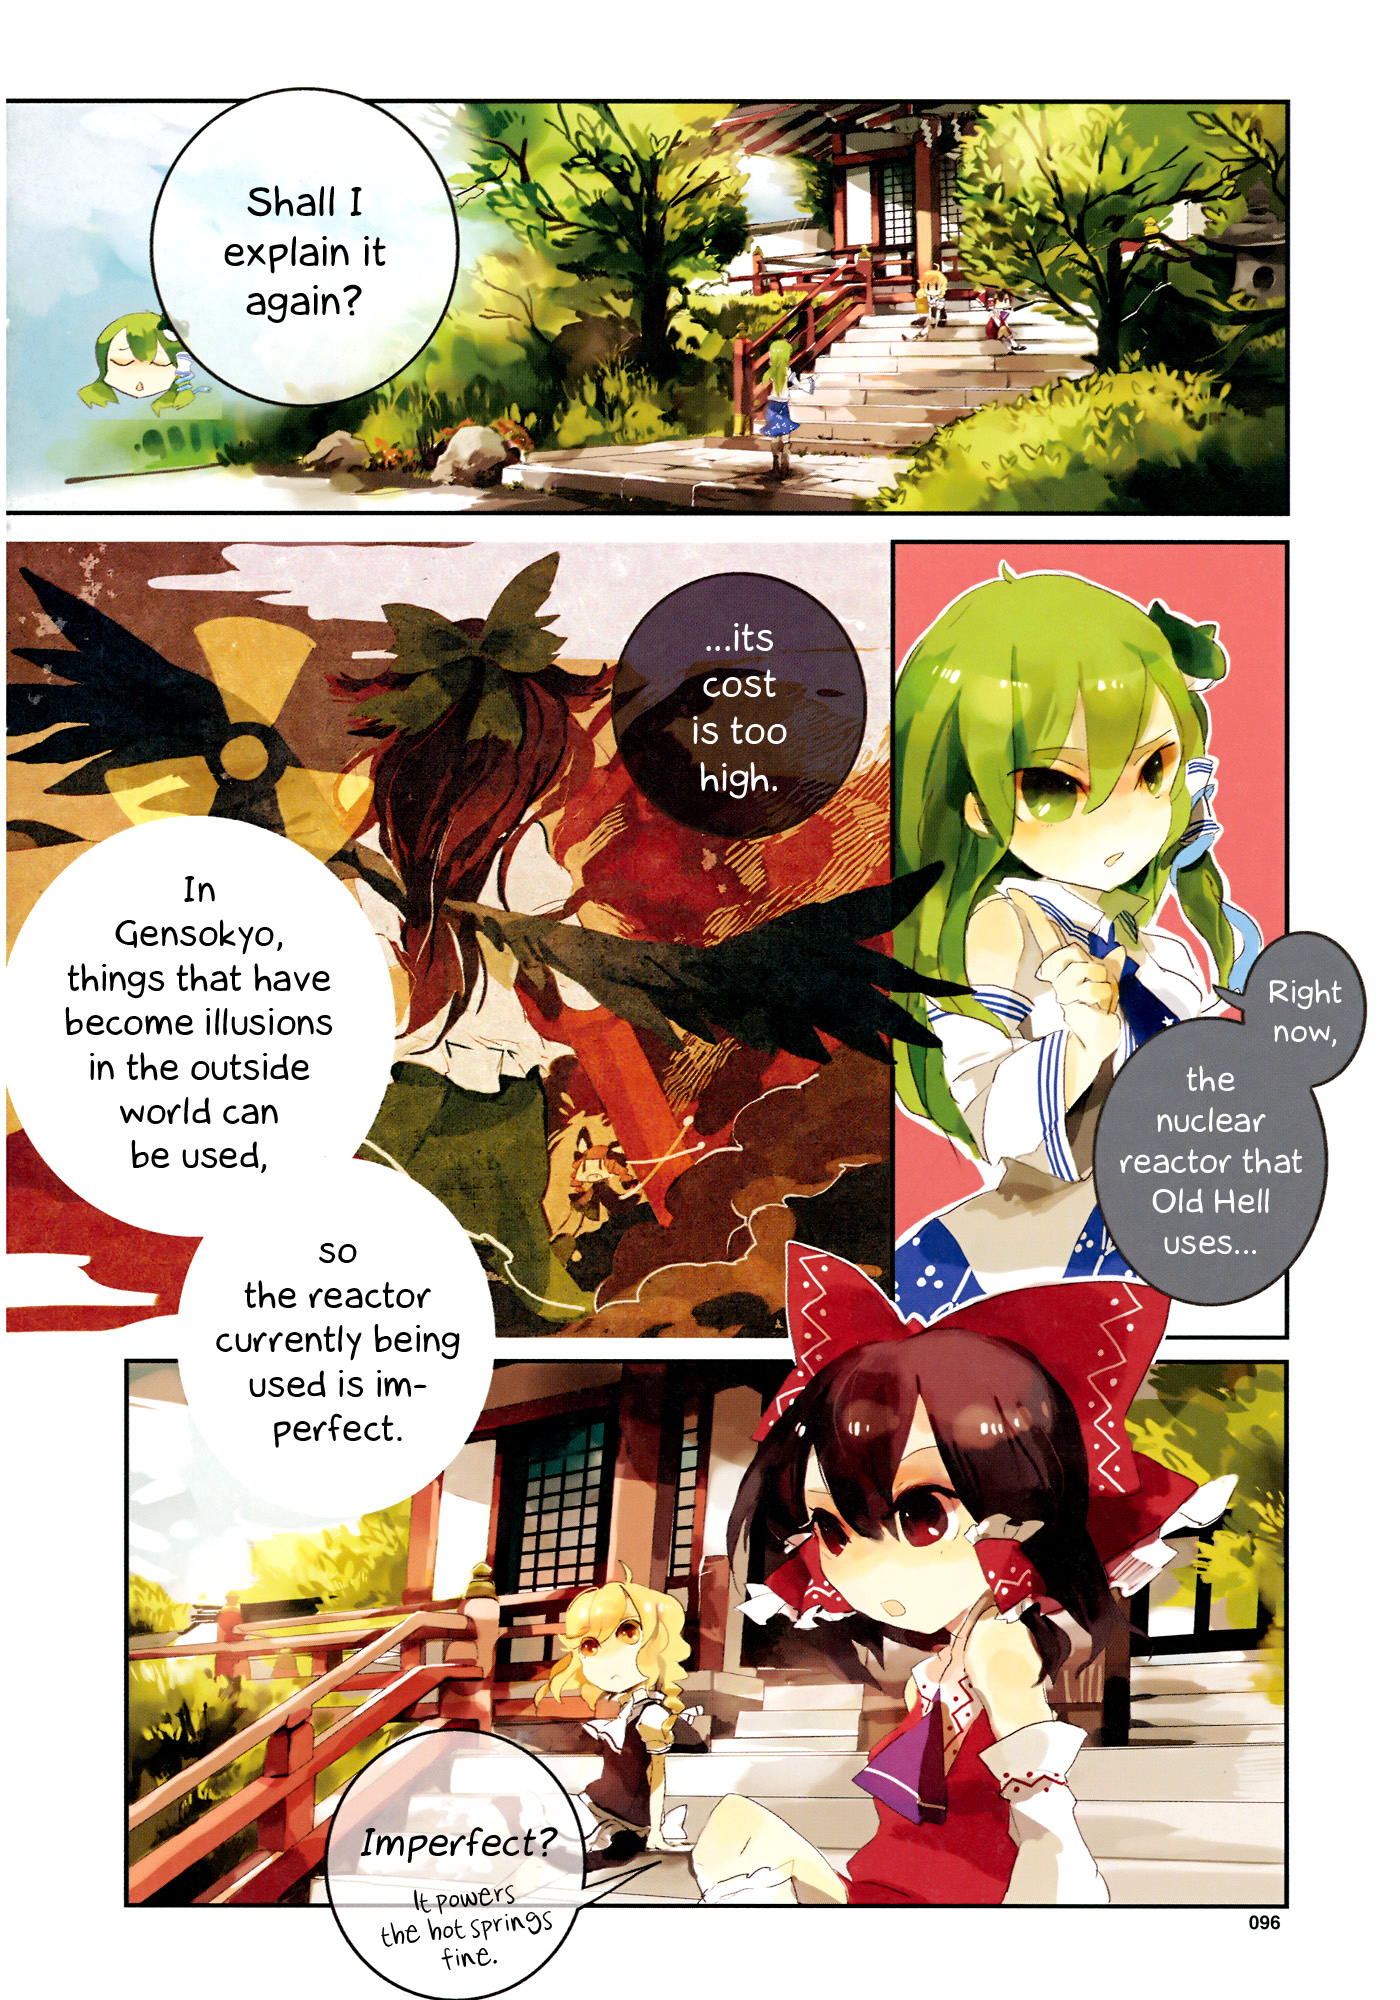 Shall I
explain it
again?
Right
now,
the
nuclear
reactor that
Old Hell
uses...
...its
cost
is too
high.
In
Gensokyo,
things that have
become illusions
in the outside
world can
be used,
so
the reactor
currently being
used is im-
perfect.
Imperfect?
It powers
the hot springs
fine.
096